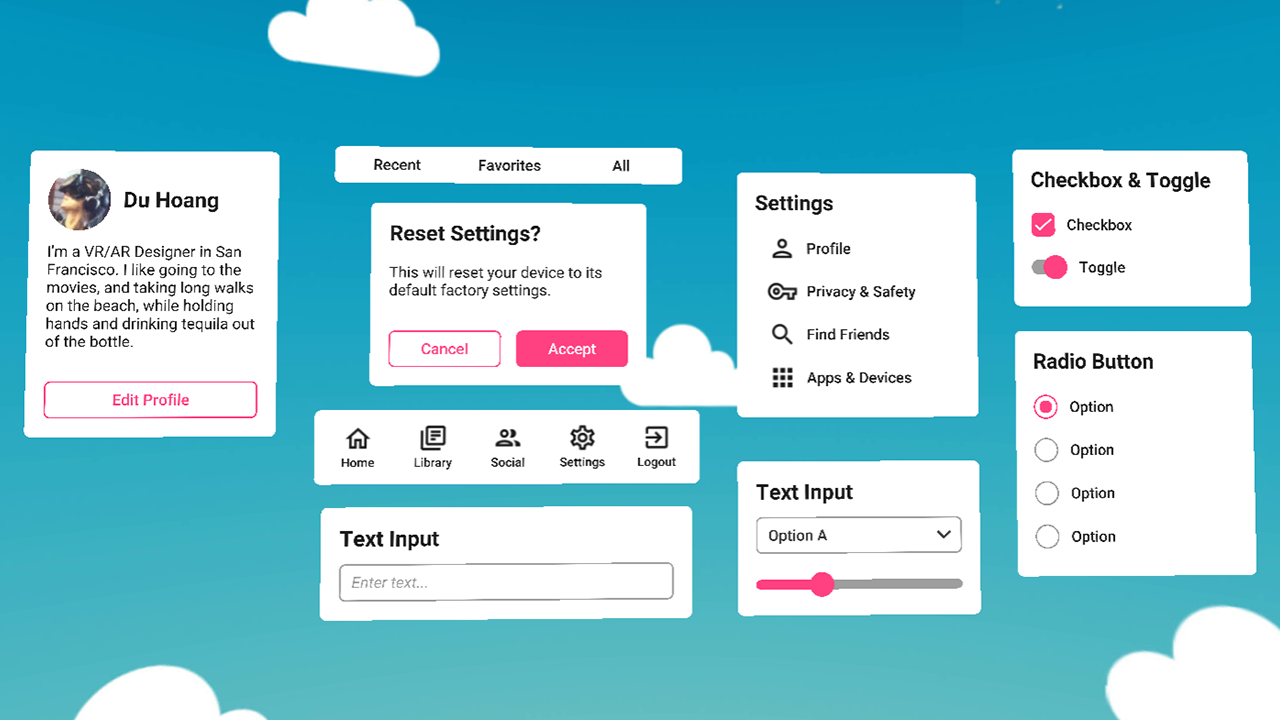 Du Hoang
I'm a VR/AR Designer in San
Francisco. I like going to the
movies, and taking long walks
on the beach, while holding
hands and drinking tequila out
of the bottle.
Edit Profile
Recent Favorites All
Reset Settings?
This will reset your device to its
default factory settings.
Cancel Accept
Home Library Social Settings Logout
Text Input
Enter text...
Settings
Profile
Privacy & Safety
Find Friends
Apps & Devices
Text Input
Option A
Checkbox & Toggle
Checkbox
Toggle
Radio Button
Option
Option
Option
Option